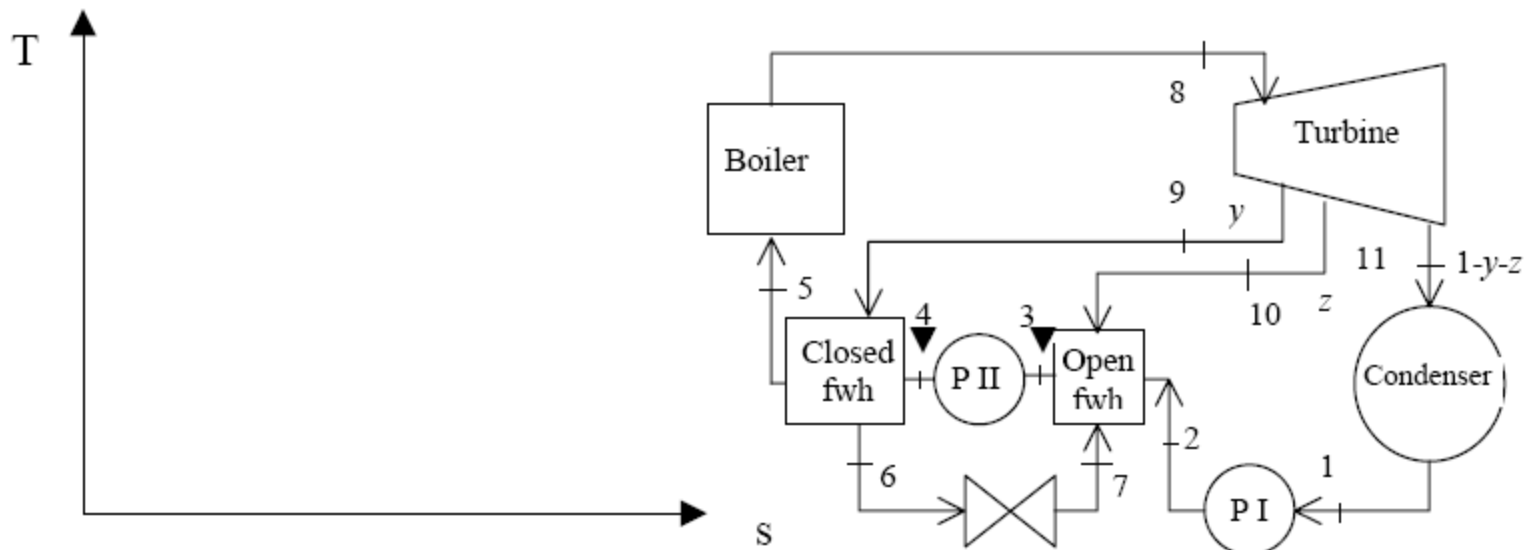 T
s
8
Boiler
Turbine
9
y
5
11
1-y-z
10
z
4
3
Closed
fwh
P II
Open
fwh
Condenser
2
6
7
1
P I